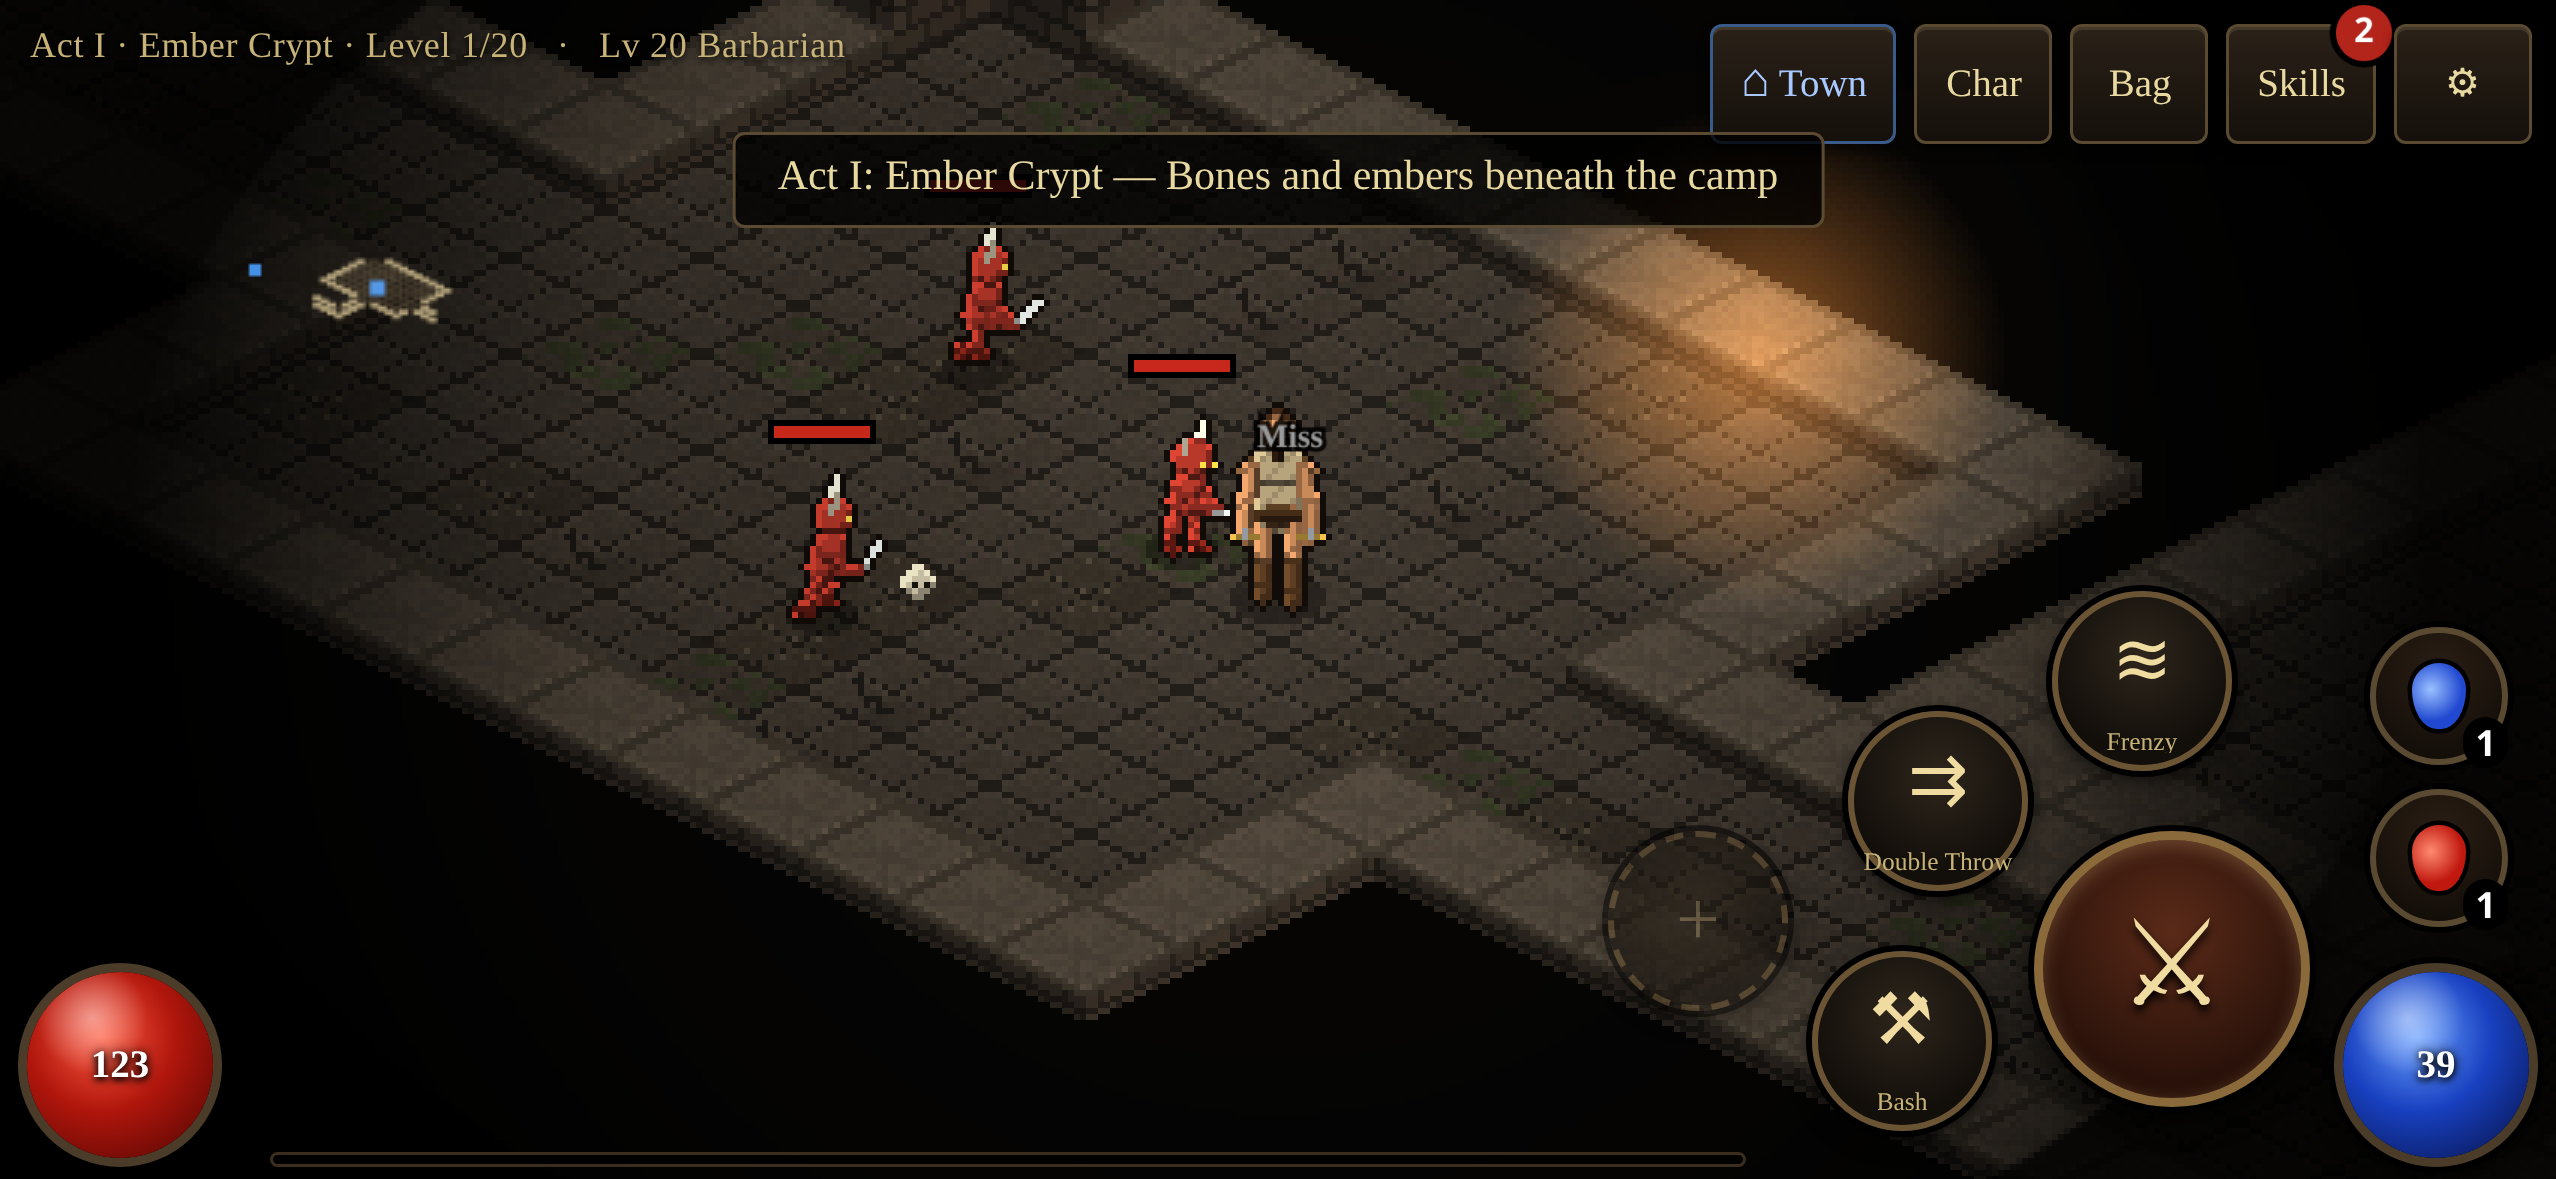 Act I · Ember Crypt · Level 1/20 · Lv 20 Barbarian
Town
Char
Bag
Skills
2
Act I: Ember Crypt — Bones and embers beneath the camp
Miss
Frenzy
1
Double Throw
1
Bash
123
39